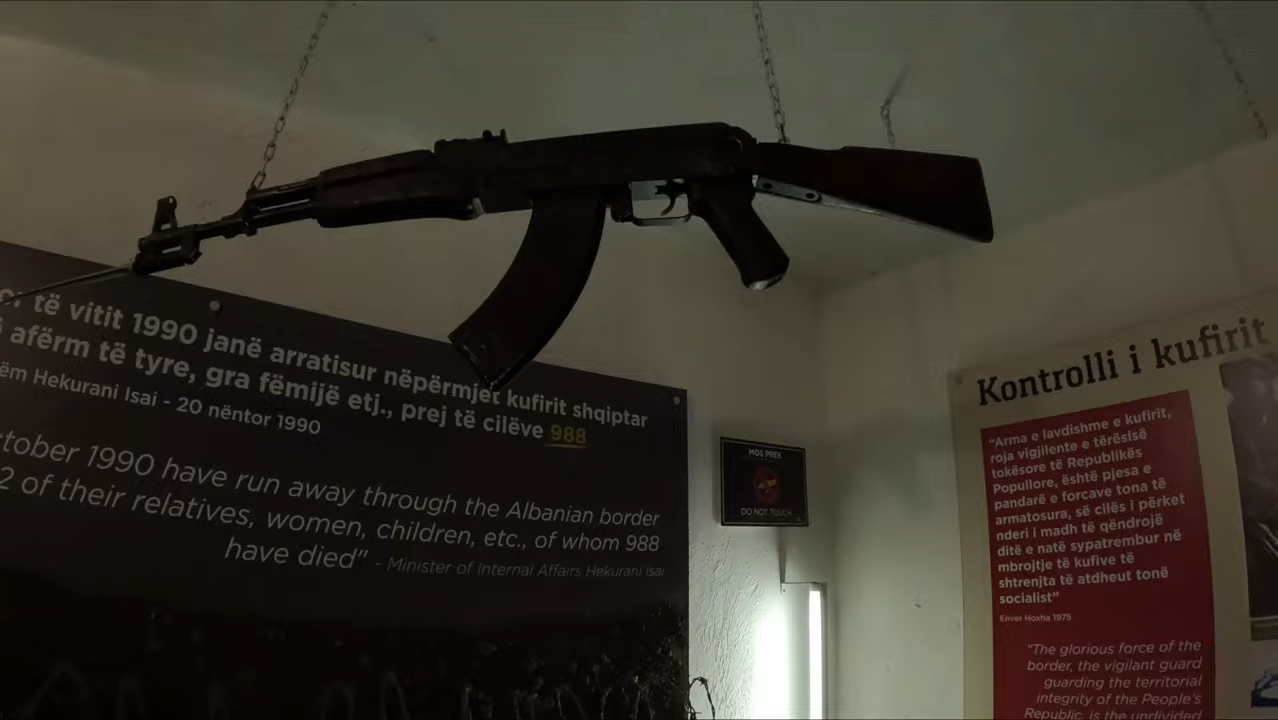 të vitit 1990 janë arratisur nëpërmjet kufirit shqiptar
afërm të tyre, gra fëmijë etj., prej të cilëve 988
Hekurani Isai - 20 nëntor 1990
1990 have run away through the Albanian border
2 of their relatives, women, children, etc., of whom 988
have died" - Minister of Internal Affairs Hekurani Isai
MOS PREK
DO NOT TOUCH
Kontrolli i kufirit
"Arma e lavdishme e kufirit,
roja vigjilente e tërësisë
tokësore të Republikës
Popullore, është pjesa e
pandarë e forcave tona të
armatosura, së cilës i përket
nderi i madh të qëndrojë
ditë e natë sypatrembur në
mbrojtje të kufive të
shtrenjta të atdheut tonë
socialist"
Enver Hoxha 1975
"The glorious force of the
border, the vigilant guard
guarding the territorial
integrity of the People's
Republic, is the undivided